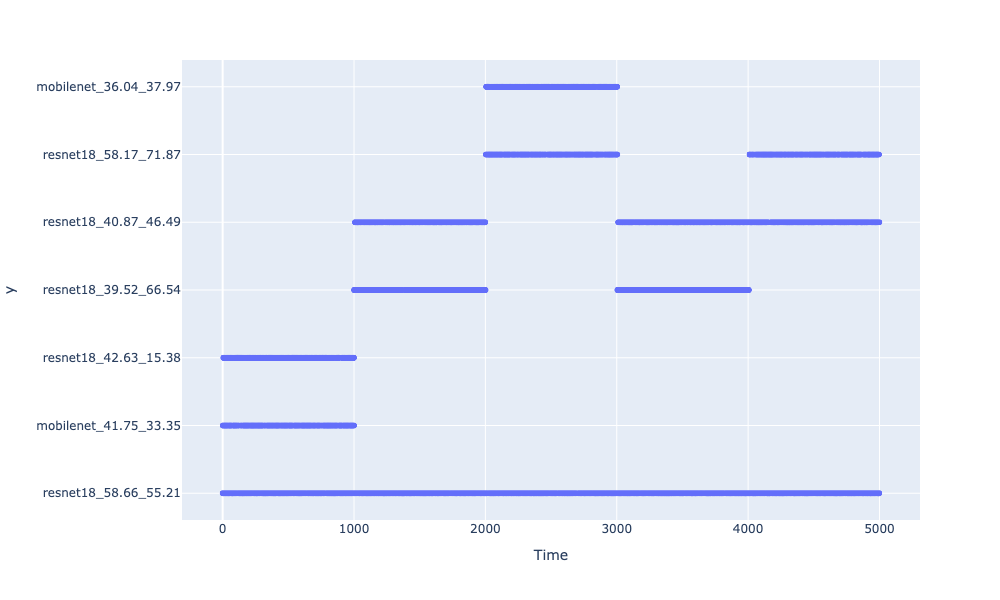 mobilenet_36.04_37.97
resnet18_58.17_71.87
resnet18_40.87_46.49
resnet18_39.52_66.54
resnet18_42.63_15.38
mobilenet_41.75_33.35
resnet18_58.66_55.21
y
0 1000 2000 3000 4000 5000
Time